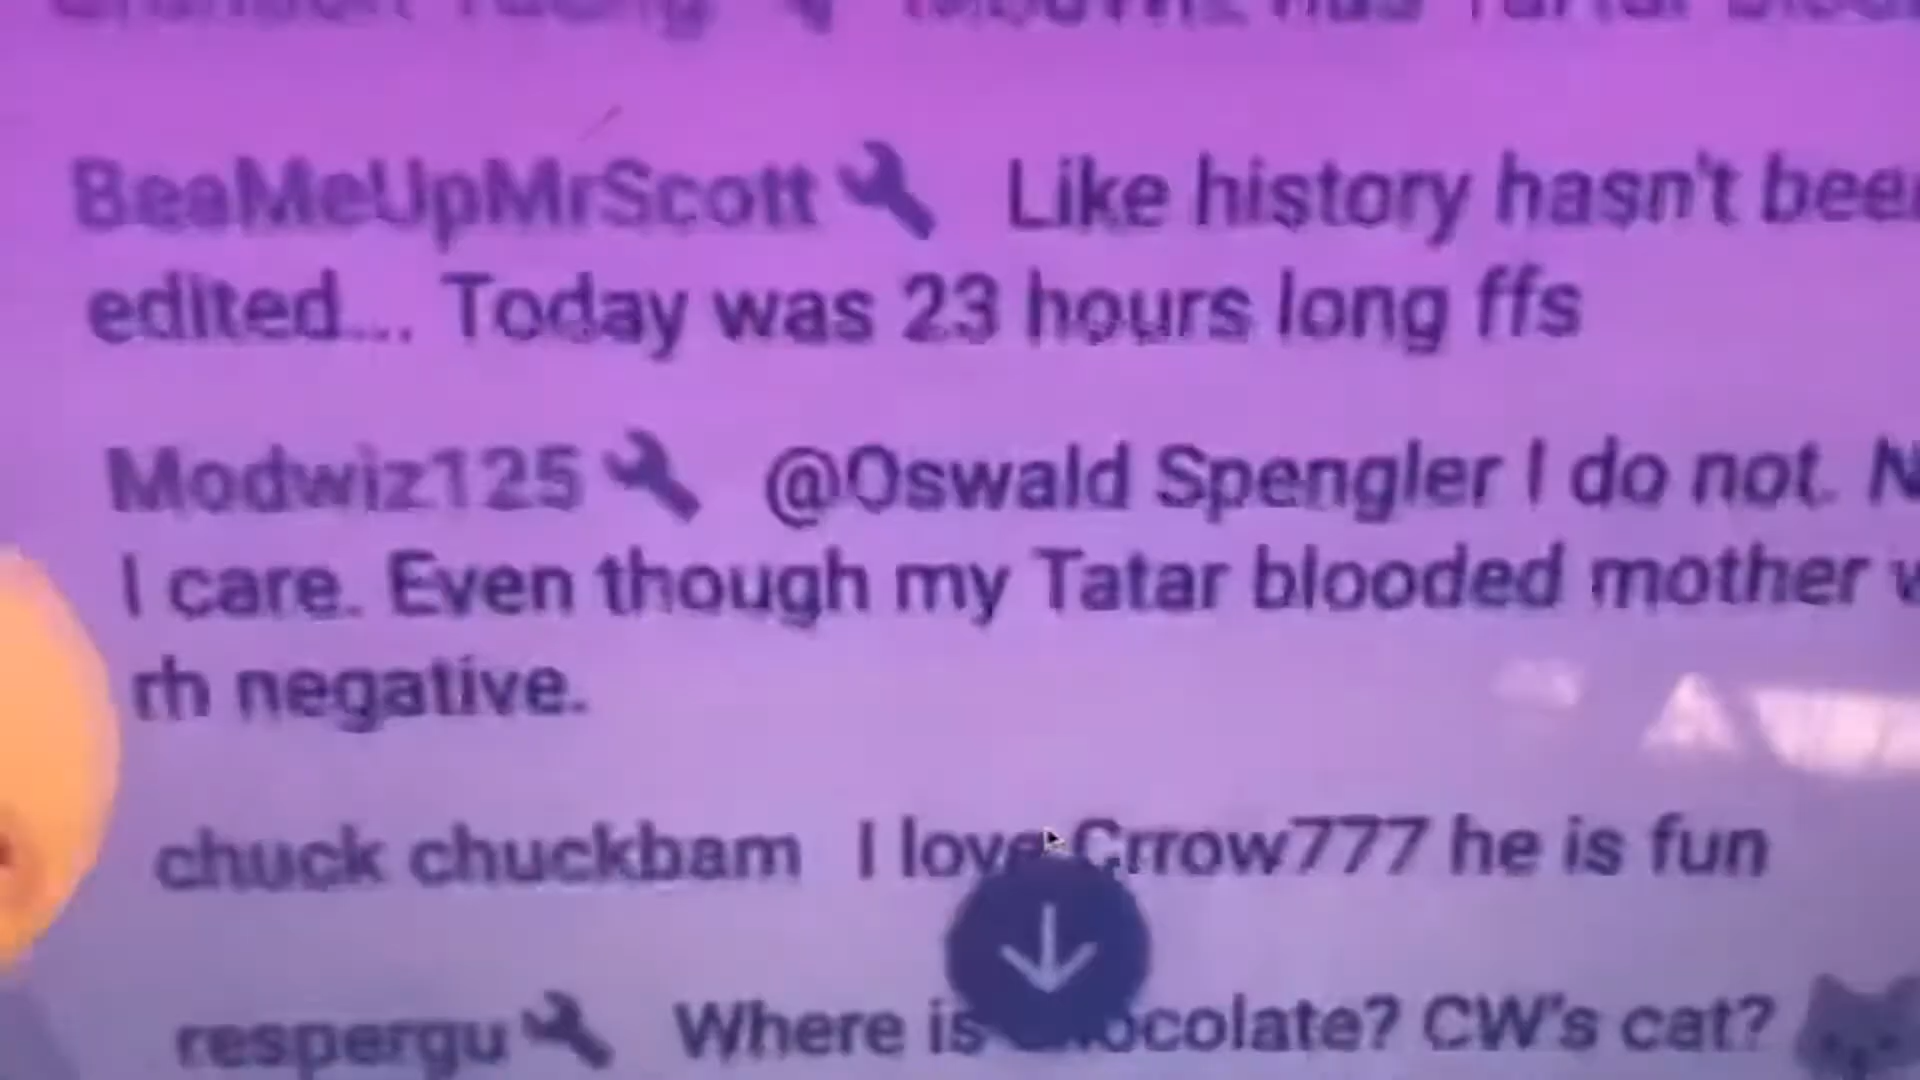 BeaMeUpMrScott Like history hasn't been
edited... Today was 23 hours long ffs
Modwiz125 @Oswald Spengler I do not.
I care. Even though my Tatar blooded mother
rh negative.
chuck chuckbam I love Crrow777 he is fun
respergu Where is CW's cat?